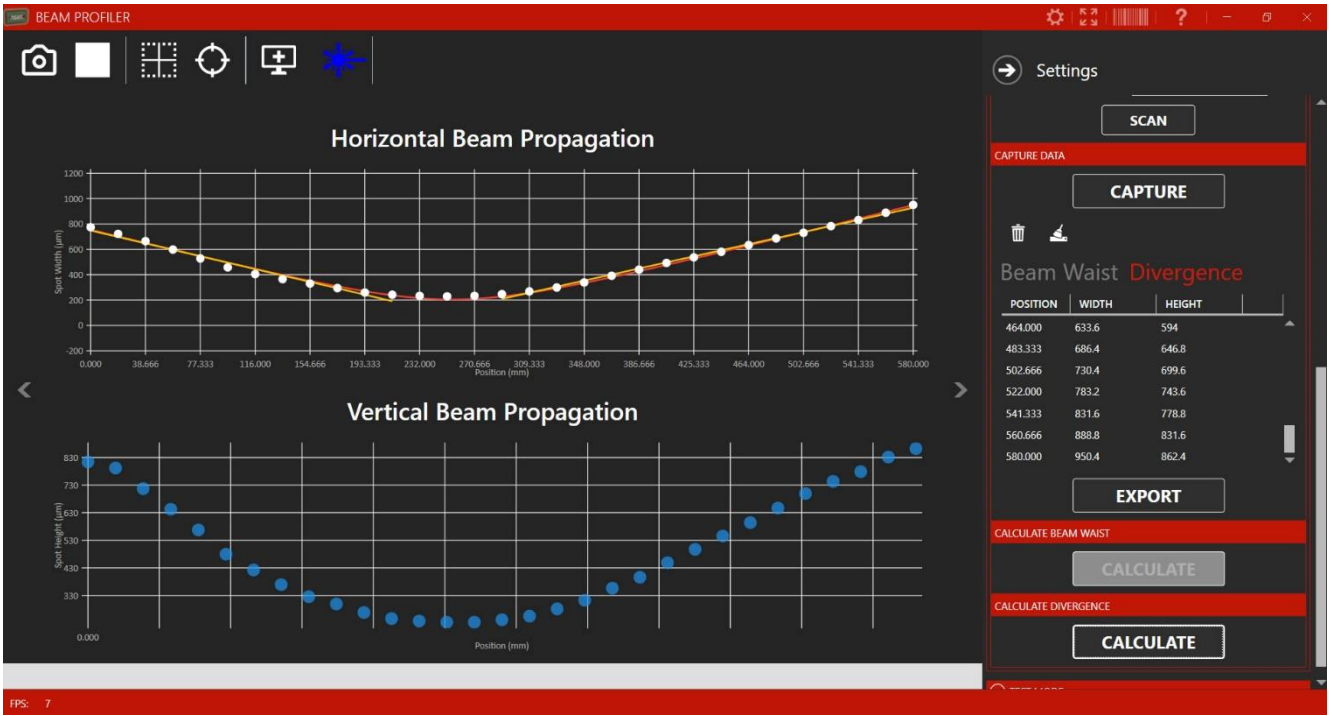 BEAM PROFILER
?
Settings
SCAN
CAPTURE DATA
CAPTURE
Beam Waist Divergence
POSITION WIDTH HEIGHT
464.000 633.6 594
483.333 686.4 646.8
502.666 730.4 699.6
522.000 783.2 743.6
541.333 831.6 778.8
560.666 888.8 831.6
580.000 950.4 862.4
EXPORT
CALCULATE BEAM WAIST
CALCULATE
CALCULATE DIVERGENCE
CALCULATE
TEST MODE
Horizontal Beam Propagation
Spot Width (µm)
1200
1000
800
600
400
200
0
-200
0.000 38.666 77.333 116.000 154.666 193.333 232.000 270.666 309.333 348.000 386.666 425.333 464.000 502.666 541.333 580.000
Position (mm)
Vertical Beam Propagation
Spot Height (µm)
830
730
630
530
430
330
0.000
Position (mm)
FPS: 7